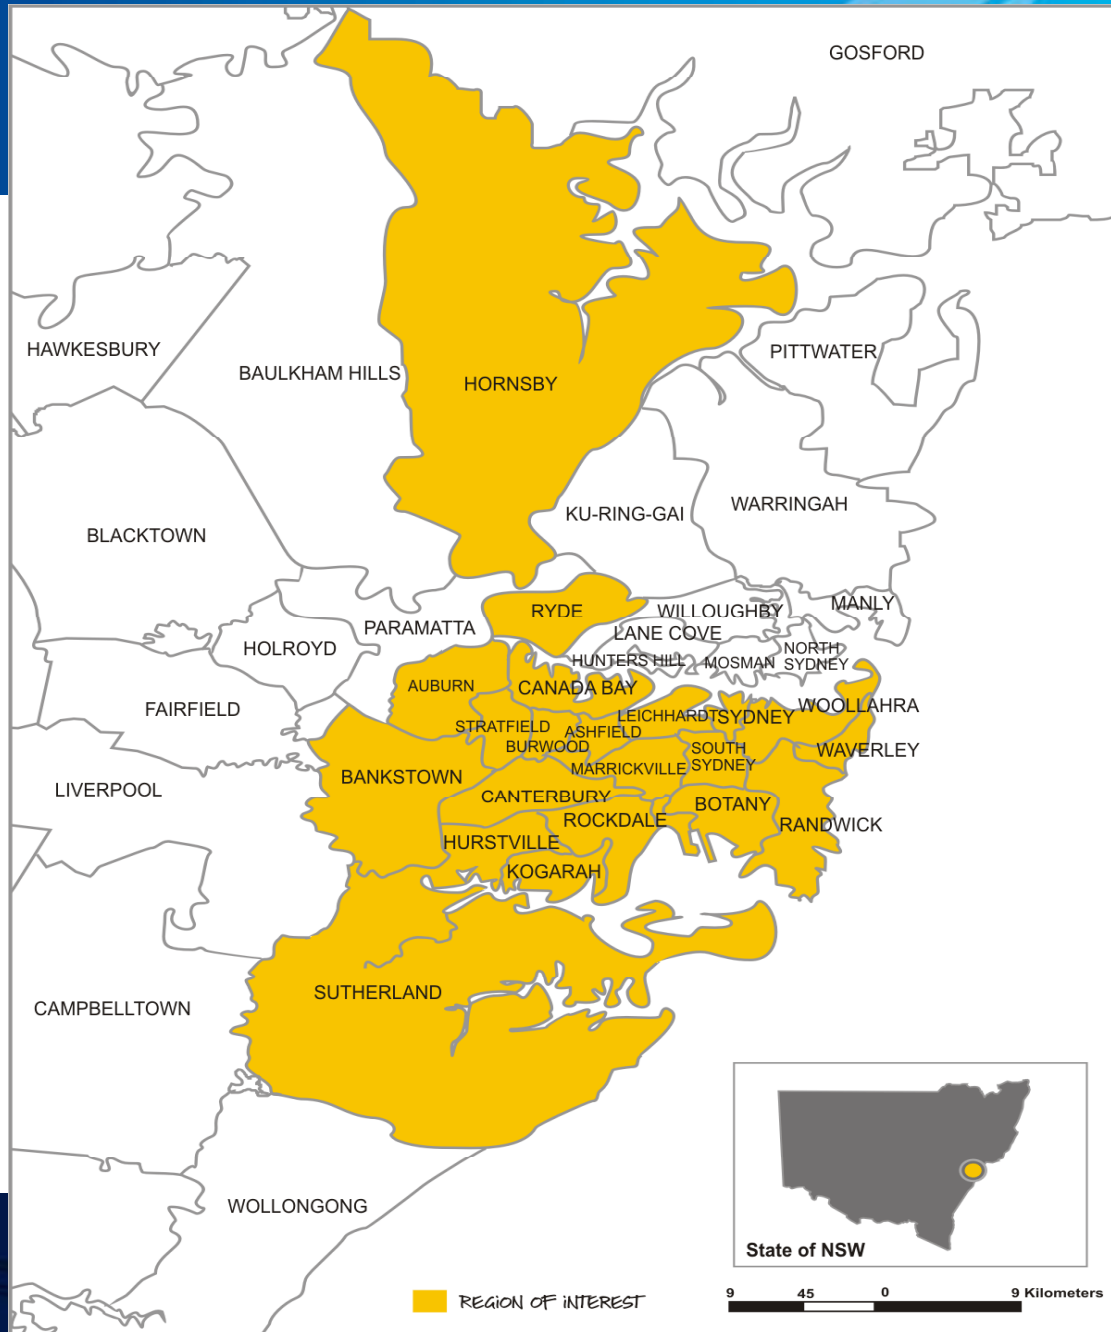 GOSFORD
HAWKESBURY
BAULKHAM HILLS
HORNSBY
PITTWATER
KU-RING-GAI
WARRINGAH
BLACKTOWN
RYDE
WILLOUGHBY
MANLY
PARAMATTA
LANE COVE
HOLROYD
HUNTERS HILL
MOSMAN
NORTH
SYDNEY
AUBURN
CANADA BAY
FAIRFIELD
STRATFIELD
ASHFIELD
LEICHHARDT
SYDNEY
WOOLLAHRA
BURWOOD
SOUTH
SYDNEY
WAVERLEY
BANKSTOWN
MARRICKVILLE
LIVERPOOL
CANTERBURY
BOTANY
ROCKDALE
RANDWICK
HURSTVILLE
KOGARAH
SUTHERLAND
CAMPBELLTOWN
WOLLONGONG
State of NSW
REGION OF INTEREST
9 45 0 9 Kilometers